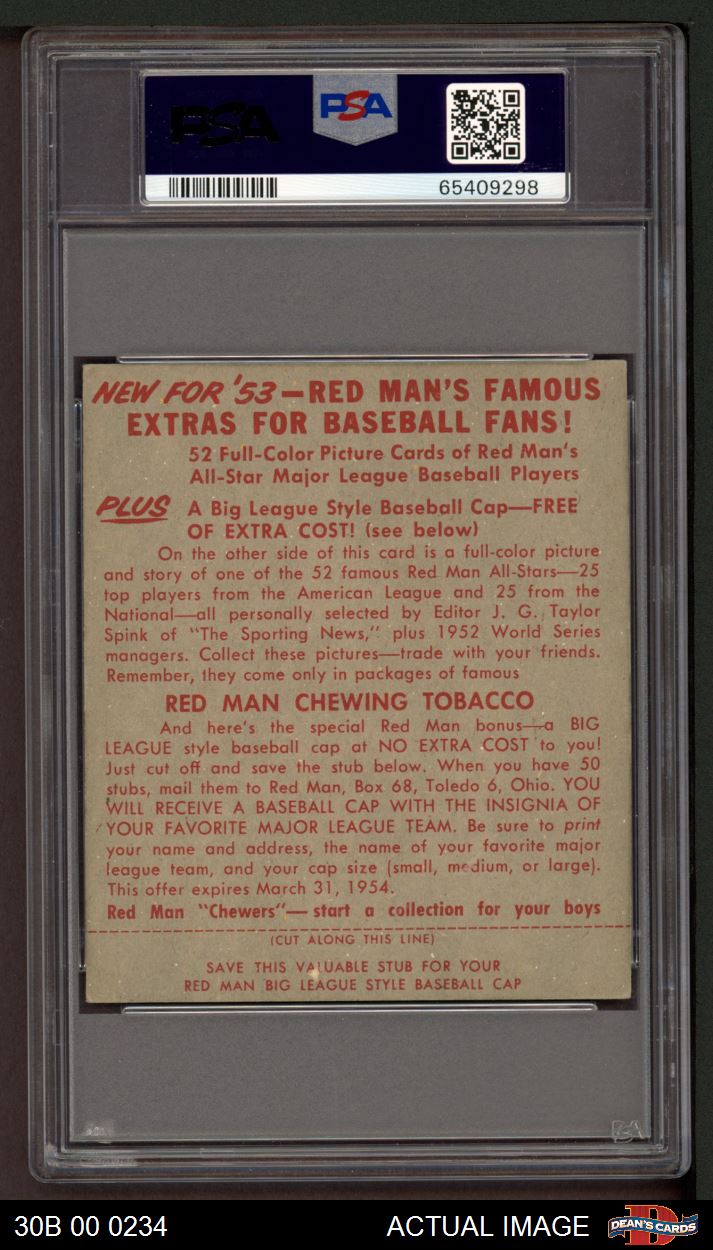 PSA
PSA
65409298
NEW FOR '53—RED MAN'S FAMOUS
EXTRAS FOR BASEBALL FANS!
52 Full-Color Picture Cards of Red Man's
All-Star Major League Baseball Players
PLUS A Big League Style Baseball Cap—FREE
OF EXTRA COST! (see below)
On the other side of this card is a full-color picture
and story of one of the 52 famous Red Man All-Stars—25
top players from the American League and 25 from the
National—all personally selected by Editor J. G. Taylor
Spink of "The Sporting News," plus 1952 World Series
managers. Collect these pictures—trade with your friends.
Remember, they come only in packages of famous
RED MAN CHEWING TOBACCO
And here's the special Red Man bonus—a BIG
LEAGUE style baseball cap at NO EXTRA COST to you!
Just cut off and save the stub below. When you have 50
stubs, mail them to Red Man, Box 68, Toledo 6, Ohio. YOU
WILL RECEIVE A BASEBALL CAP WITH THE INSIGNIA OF
YOUR FAVORITE MAJOR LEAGUE TEAM. Be sure to print
your name and address, the name of your favorite major
league team, and your cap size (small, medium, or large).
This offer expires March 31, 1954.
Red Man "Chewers"—start a collection for your boys
(CUT ALONG THIS LINE)
SAVE THIS VALUABLE STUB FOR YOUR
RED MAN BIG LEAGUE STYLE BASEBALL CAP
PSA
30B 00 0234
ACTUAL IMAGE
DEAN'S CARDS